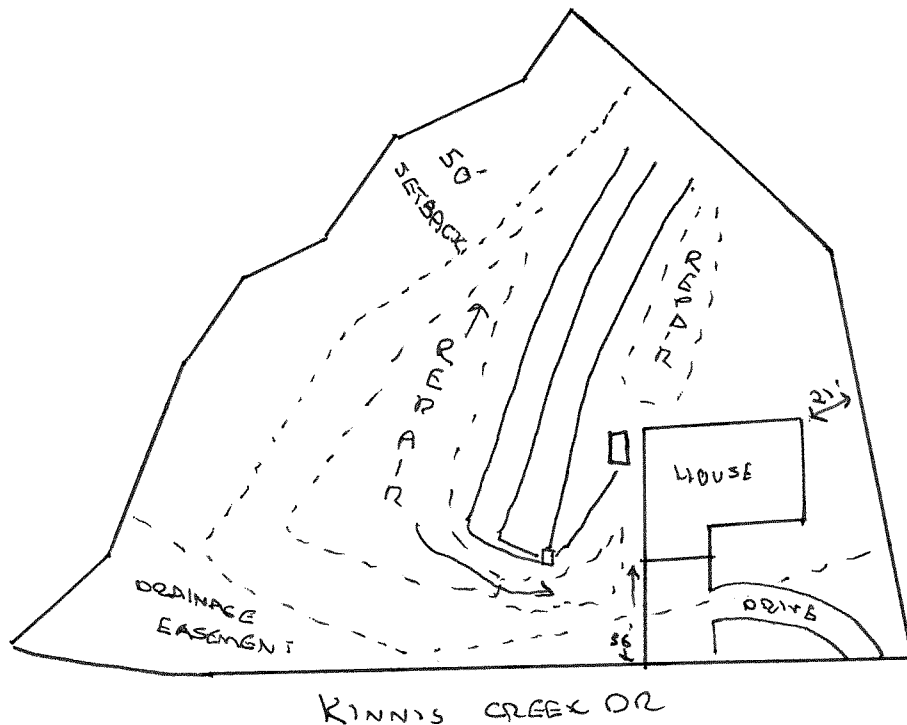 50'
SETBACK
REPAIR
REPAIR
21'
HOUSE
DRAINAGE
EASEMENT
DRIVE
56'
KINNIS CREEK DR